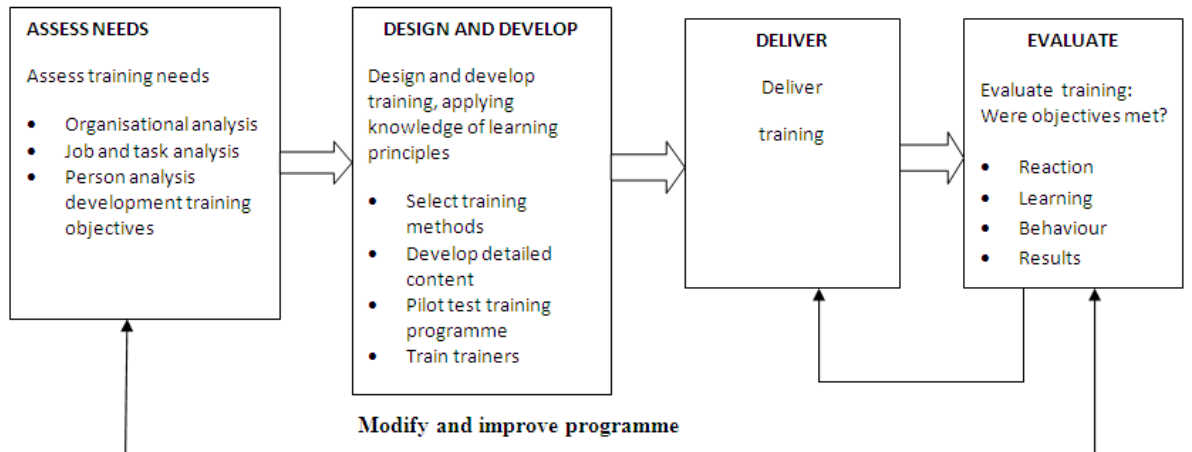 ASSESS NEEDS
Assess training needs
• Organisational analysis
• Job and task analysis
• Person analysis
development training
objectives
DESIGN AND DEVELOP
Design and develop
training, applying
knowledge of learning
principles
• Select training
methods
• Develop detailed
content
• Pilot test training
programme
• Train trainers
DELIVER
Deliver
training
EVALUATE
Evaluate training:
Were objectives met?
• Reaction
• Learning
• Behaviour
• Results
Modify and improve programme